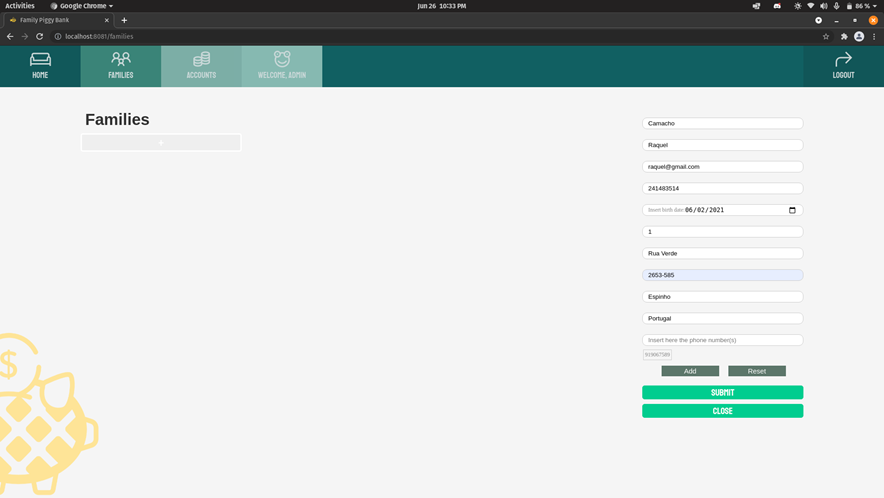 Activities
Google Chrome
Jun 26 10:33 PM
86 %
Family Piggy Bank
localhost:8081/families
HOME
FAMILIES
ACCOUNTS
WELCOME, ADMIN
LOGOUT
Families
+
Camacho
Raquel
raquel@gmail.com
241483514
Insert birth date 06/02/2021
1
Rua Verde
2653-585
Espinho
Portugal
Insert here the phone number(s)
919067588
Add
Reset
SUBMIT
CLOSE
$